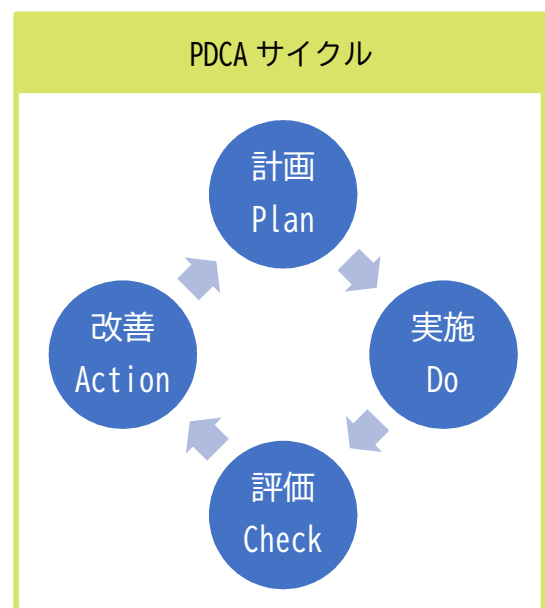 PDCA サイクル
計画
Plan
実施
Do
評価
Check
改善
Action